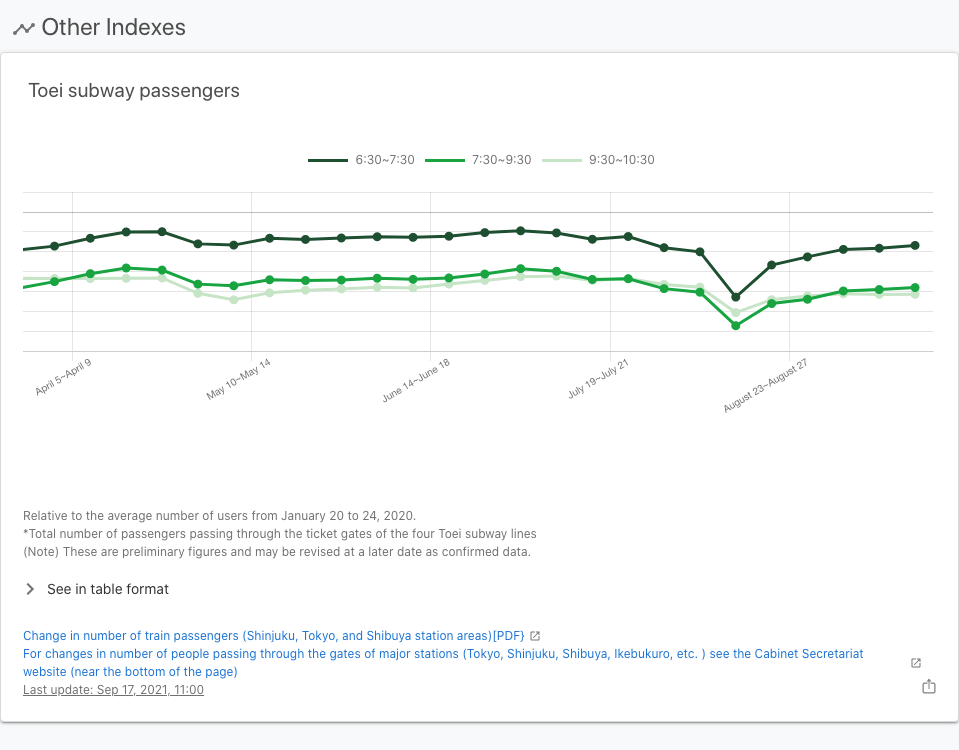 Other Indexes
Toei subway passengers
6:30~7:30
7:30~9:30
9:30~10:30
April 5~April 9
May 10~May 14
June 14~June 18
July 19~July 21
August 23~August 27
Relative to the average number of users from January 20 to 24, 2020.
*Total number of passengers passing through the ticket gates of the four Toei subway lines
(Note) These are preliminary figures and may be revised at a later date as confirmed data.
See in table format
Change in number of train passengers (Shinjuku, Tokyo, and Shibuya station areas)[PDF}
For changes in number of people passing through the gates of major stations (Tokyo, Shinjuku, Shibuya, Ikebukuro, etc. ) see the Cabinet Secretariat
website (near the bottom of the page)
Last update: Sep 17, 2021, 11:00